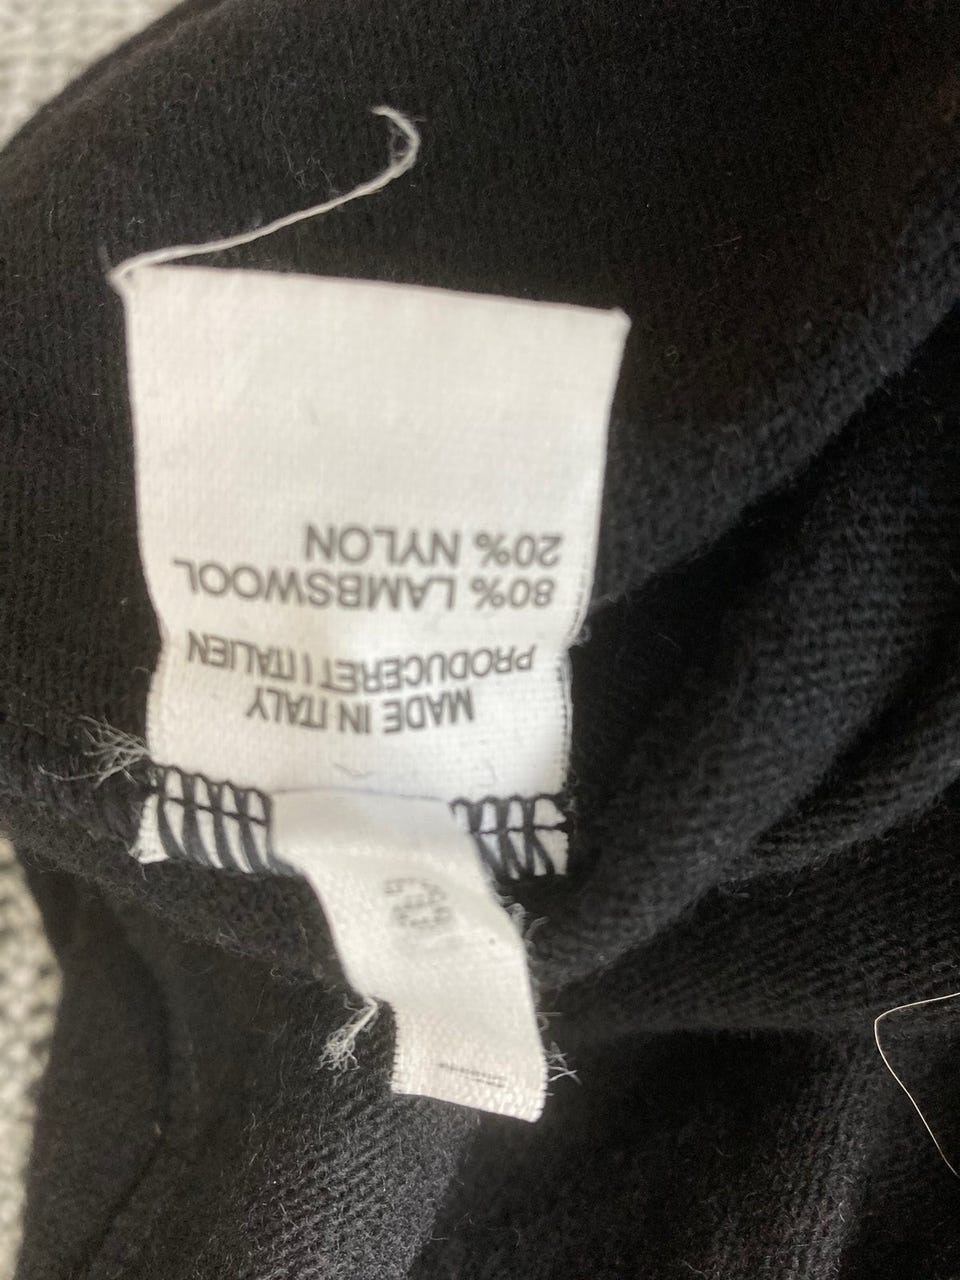 MADE IN ITALY
PRODUCERET I ITALIEN
80% LAMBSWOOL
20% NYLON